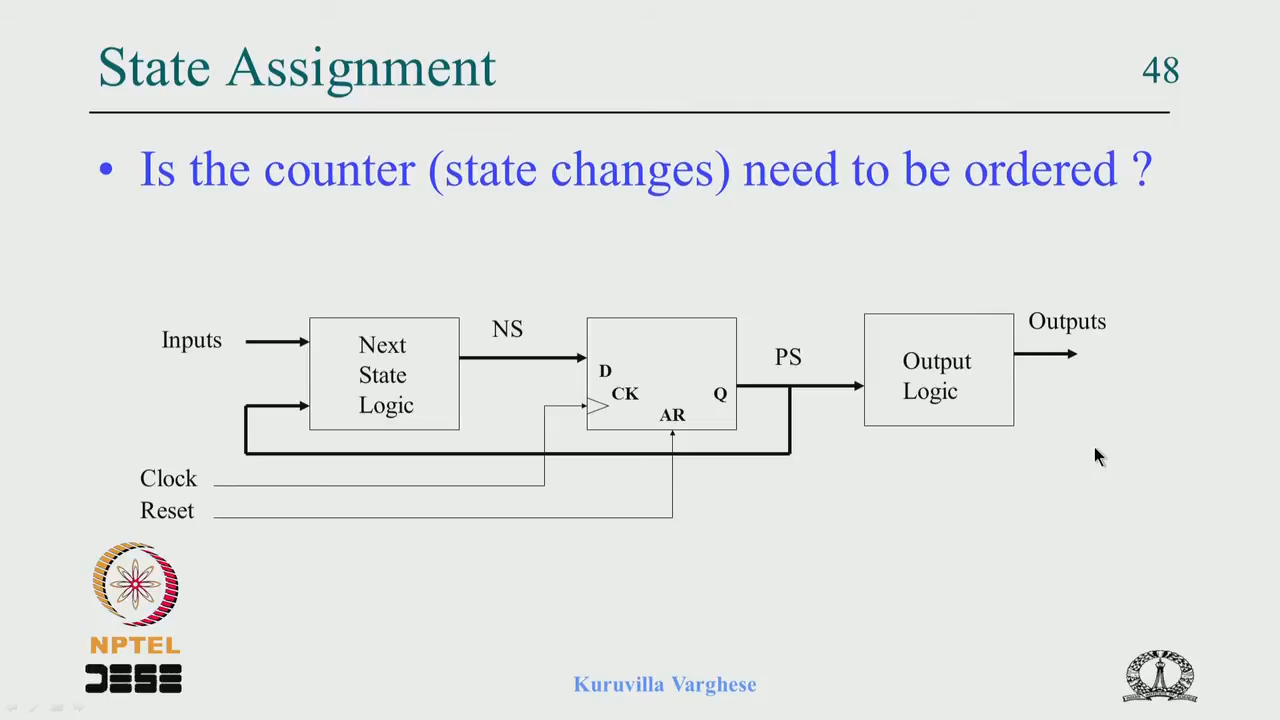 State Assignment
48
• Is the counter (state changes) need to be ordered ?
Inputs
Next
State
Logic
NS
D
CK
Q
AR
PS
Output
Logic
Outputs
Clock
Reset
NPTEL
DESE
Kuruvilla Varghese